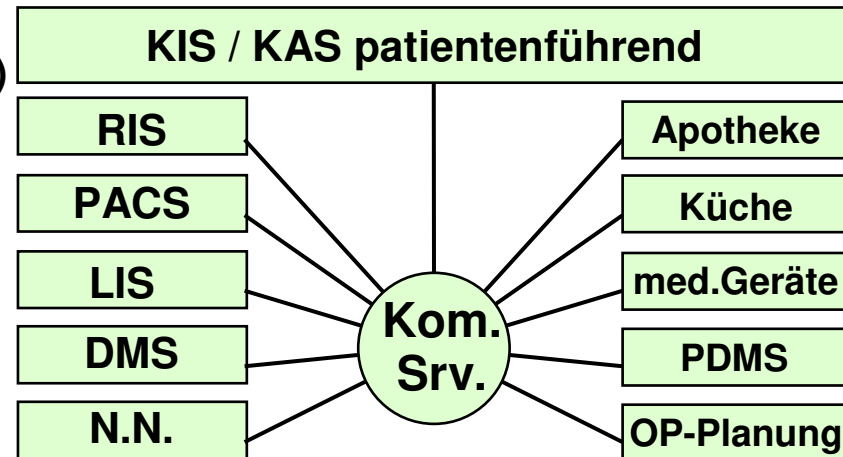 )
KIS / KAS patientenführend
RIS
PACS
LIS
DMS
N.N.
Kom.
Srv.
Apotheke
Küche
med.Geräte
PDMS
OP-Planung